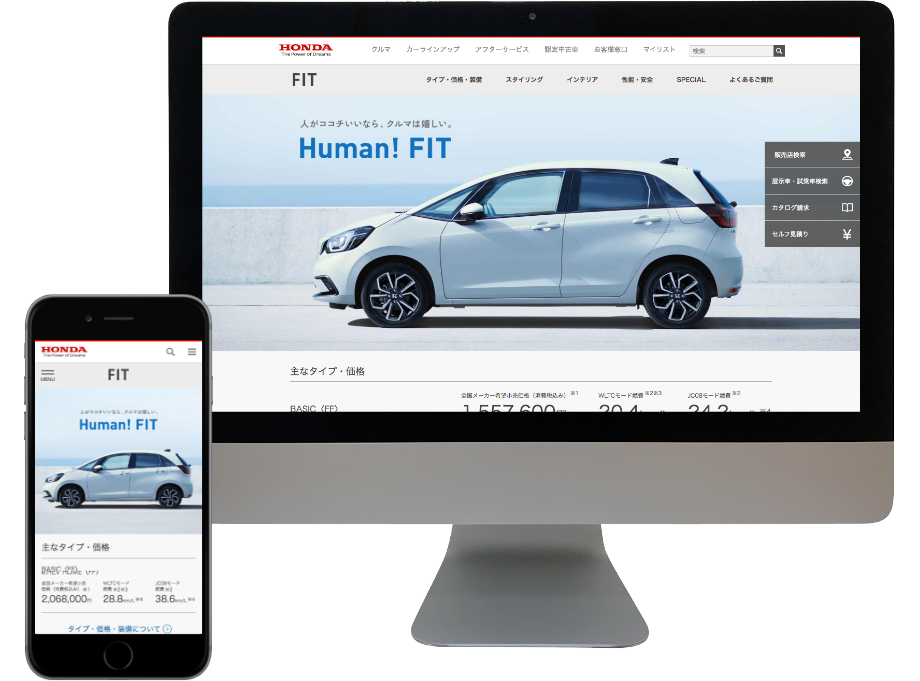 HONDA
The Power of Dreams
クルマ
カーラインアップ
アフターサービス
認定中古車
お客様窓口
マイリスト
検索
FIT
タイプ・価格・装備
スタイリング
インテリア
性能・安全
SPECIAL
よくあるご質問
人がココチいいなら、クルマは嬉しい。
Human! FIT
販売店検索
展示車・試乗車検索
カタログ請求
セルフ見積り
主なタイプ・価格
全国メーカー希望小売価格（消費税込み）※1
WLTCモード燃費 ※2※3
JC08モード燃費 ※2
BASIC〈FF〉
1,557,600円
20.4
24.2
※4
HONDA
The Power of Dreams
MENU
FIT
人がココチいいなら、クルマは嬉しい。
Human! FIT
主なタイプ・価格
全国メーカー希望小売
価格（消費税込み）※1
2,068,000円
WLTCモード
燃費 ※2※3
28.8km/L ※4
JC08モード
燃費 ※2
38.6km/L ※4
タイプ・価格・装備について